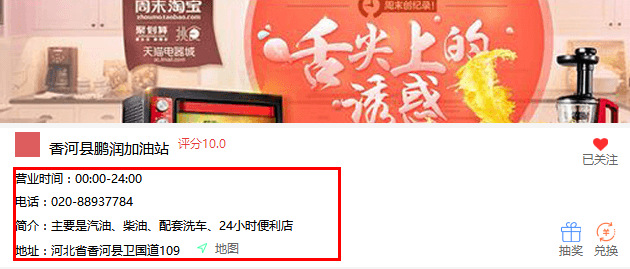 周末淘宝
zhoumo.taobao.com
周末创纪录!
聚划算
天猫电器城
舌尖上的
诱惑
香河县鹏润加油站 评分10.0
已关注
营业时间：00:00-24:00
电话：020-88937784
简介：主要是汽油、柴油、配套洗车、24小时便利店
地址：河北省香河县卫国道109 地图
抽奖 兑换